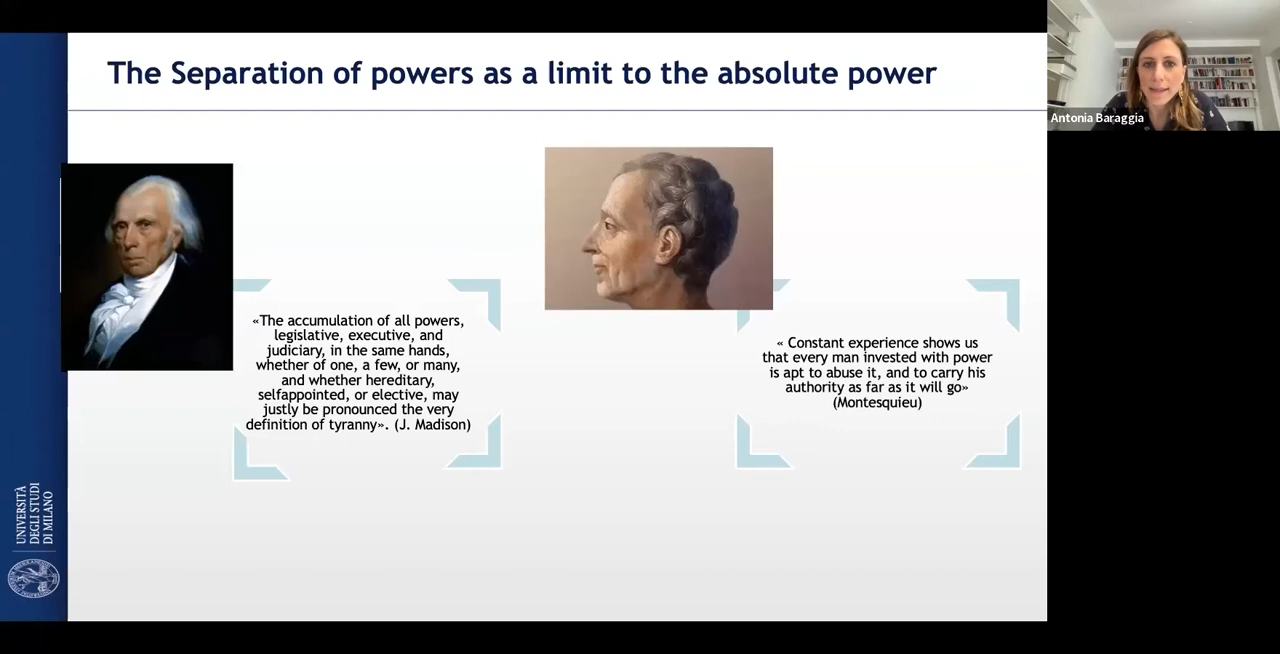 The Separation of powers as a limit to the absolute power
Antonia Baraggia
«The accumulation of all powers,
legislative, executive, and
judiciary, in the same hands,
whether of one, a few, or many,
and whether hereditary,
selfappointed, or elective, may
justly be pronounced the very
definition of tyranny». (J. Madison)
« Constant experience shows us
that every man invested with power
is apt to abuse it, and to carry his
authority as far as it will go»
(Montesquieu)
UNIVERSITÀ
DEGLI STUDI
DI MILANO